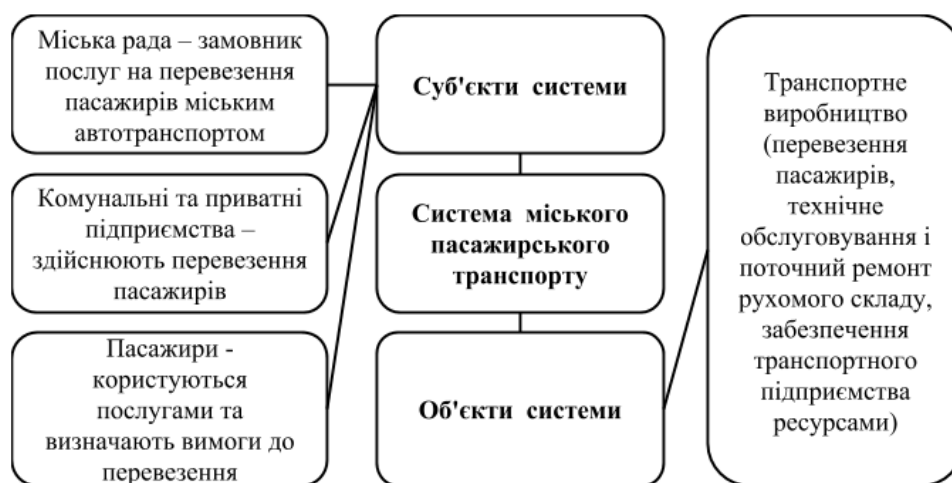 Міська рада – замовник
послуг на перевезення
пасажирів міським
автотранспортом
Комунальні та приватні
підприємства –
здійснюють перевезення
пасажирів
Пасажири -
користуються
послугами та
визначають вимоги до
перевезення
Суб'єкти системи
Система міського
пасажирського
транспорту
Об'єкти системи
Транспортне
виробництво
(перевезення
пасажирів,
технічне
обслуговування і
поточний ремонт
рухомого складу,
забезпечення
транспортного
підприємства
ресурсами)